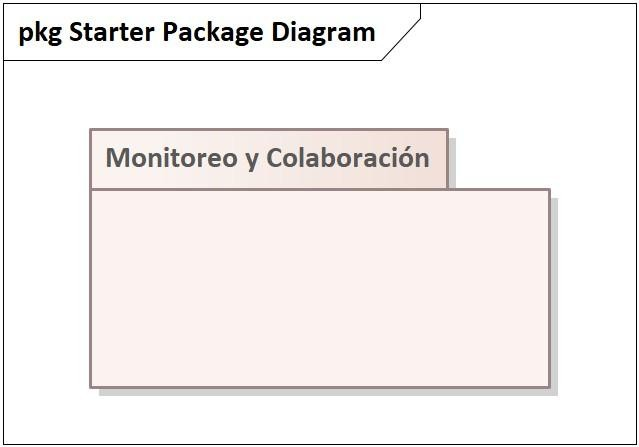 pkg Starter Package Diagram
Monitoreo y Colaboración